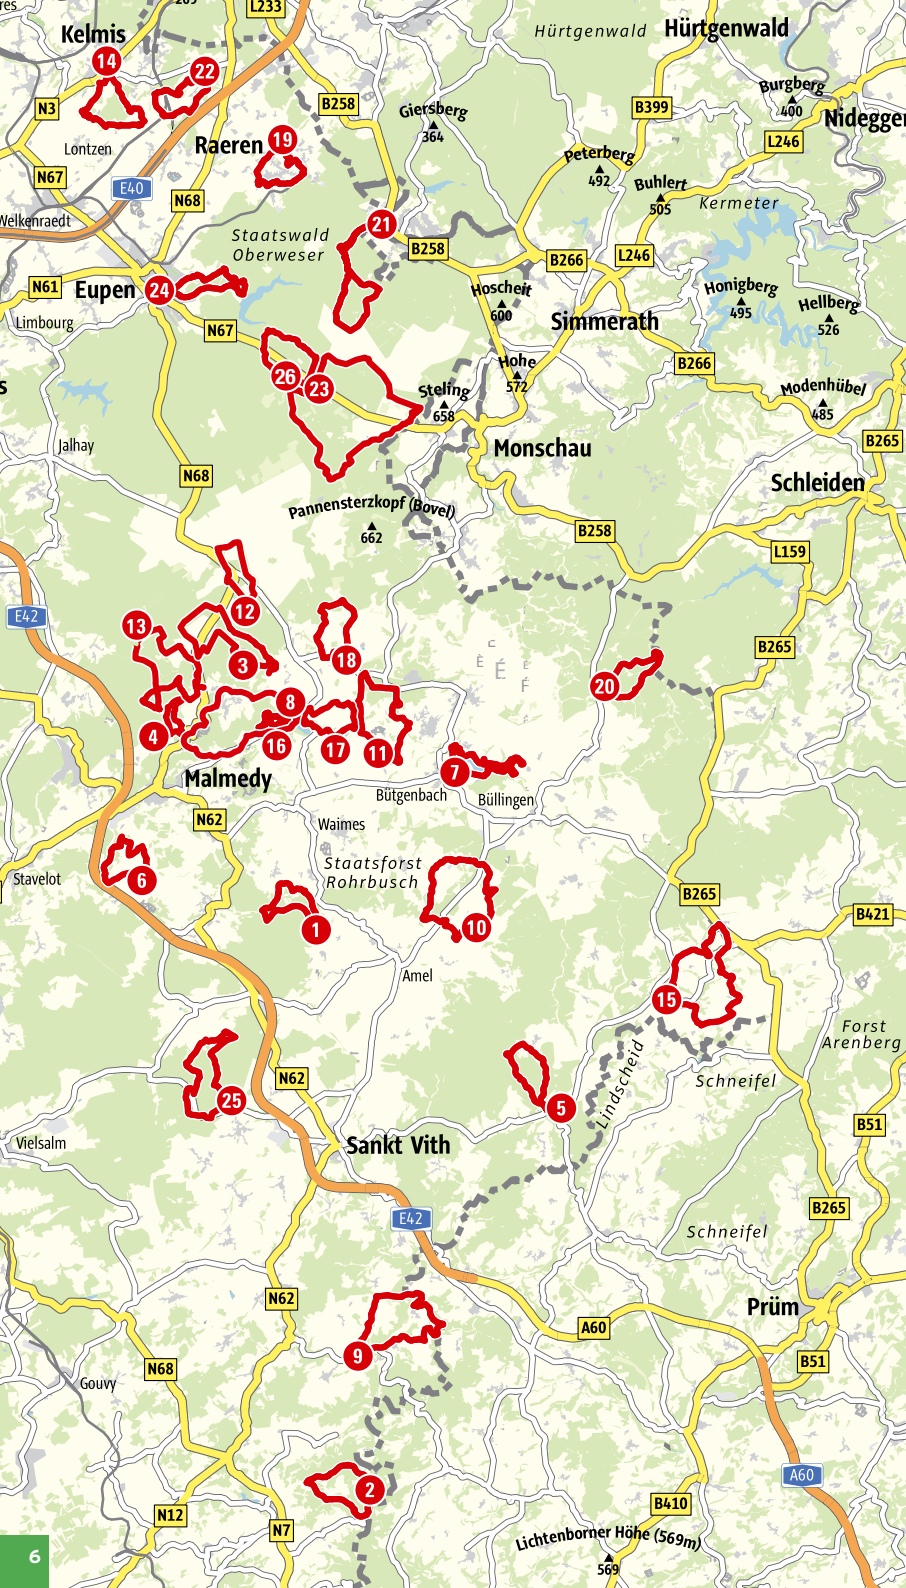 L233
Kelmis
Hürtgenwald
Hürtgenwald
14
22
Burgberg
400
N3
B258
Giersberg
364
B399
Nidegger
Lontzen
Raeren
19
L246
Peterberg
492
N67
E40
N68
Buhlert
505
Kermeter
Welkenraedt
21
Staatswald
Oberweser
B258
B266
L246
N61
Eupen
24
Hoscheit
600
Honigberg
495
Hellberg
526
Limbourg
N67
Simmerath
26
23
Hohe
572
B266
Steling
658
Modenhübel
485
s
Jalhay
Monschau
B265
N68
Schleiden
Pannensterzkopf (Bovel)
662
B258
L159
E42
12
13
B265
3
18
20
8
4
16
17
11
7
Malmedy
Bütgenbach
Büllingen
N62
Waimes
Staatsforst
Rohrbusch
Stavelot
6
B265
1
10
B421
Amel
15
Forst
Arenberg
N62
25
5
Lindscheid
Schneifel
B51
Vielsalm
Sankt Vith
E42
B265
Schneifel
N62
Prüm
A60
9
N68
B51
Gouvy
A60
2
N12
B410
N7
Lichtenborner Höhe (569m)
569
6